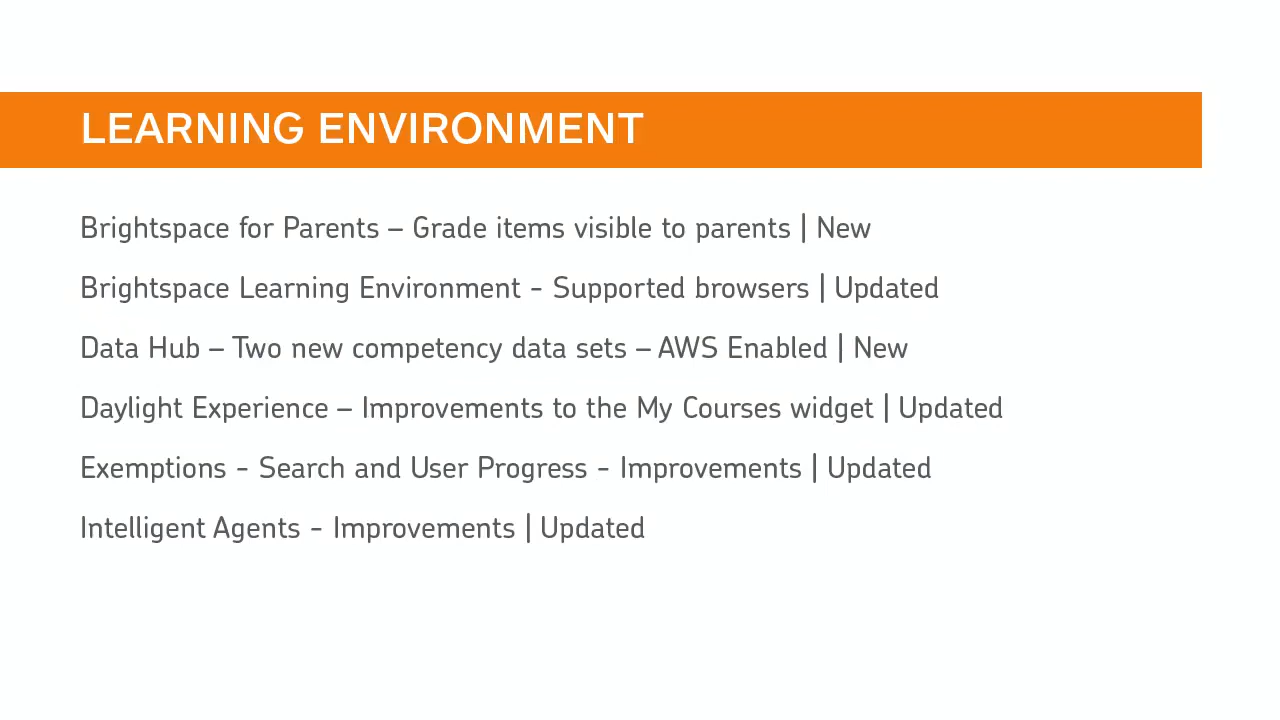 LEARNING ENVIRONMENT
Brightspace for Parents – Grade items visible to parents | New
Brightspace Learning Environment - Supported browsers | Updated
Data Hub – Two new competency data sets – AWS Enabled | New
Daylight Experience – Improvements to the My Courses widget | Updated
Exemptions - Search and User Progress - Improvements | Updated
Intelligent Agents - Improvements | Updated